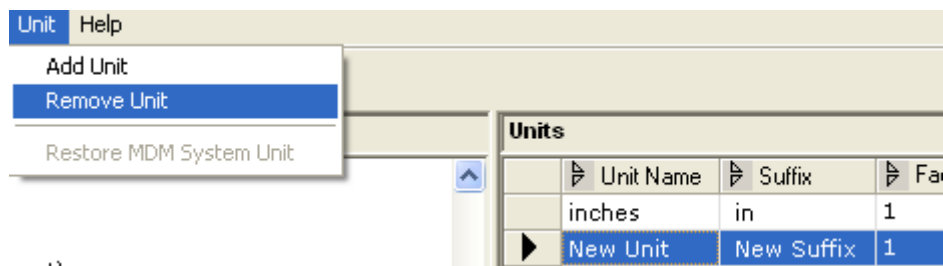 Unit Help
Add Unit
Remove Unit
Restore MDM System Unit
Units
Unit Name Suffix
inches in 1
New Unit New Suffix 1